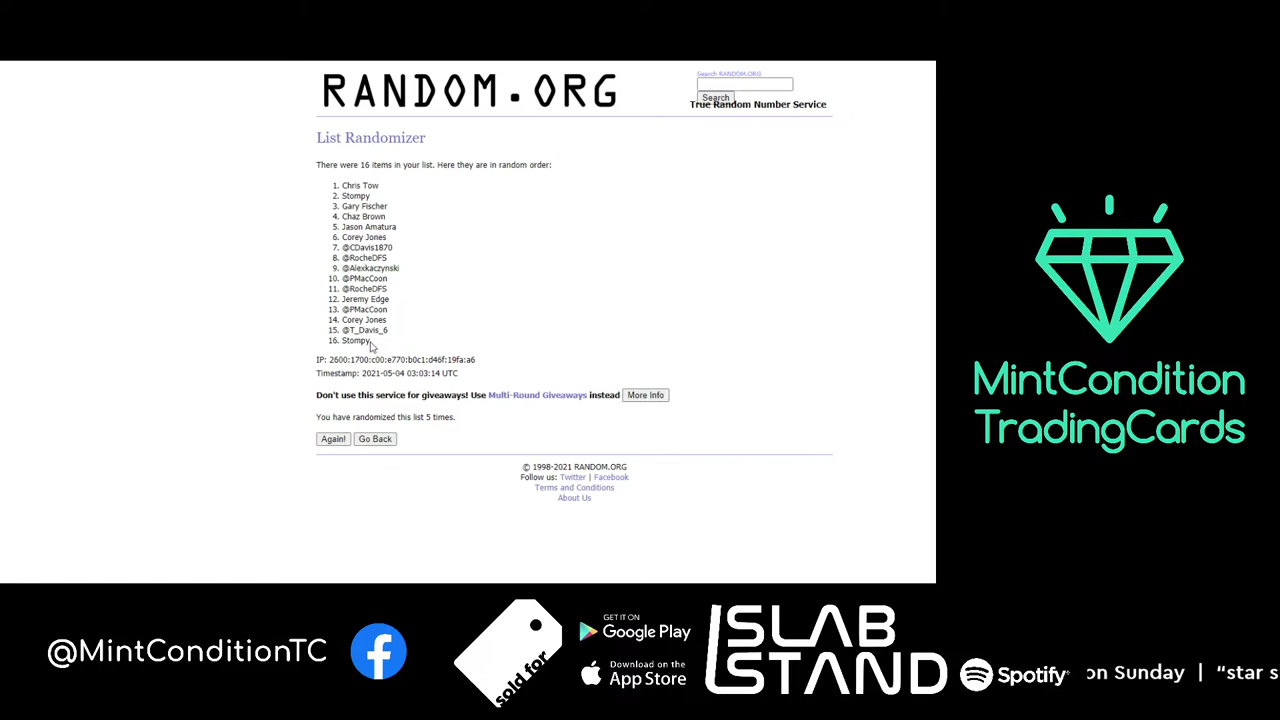 RANDOM.ORG
Search RANDOM.ORG
Search
True Random Number Service
List Randomizer
There were 16 items in your list. Here they are in random order:
1. Chris Tow
2. Stompy
3. Gary Fischer
4. Chaz Brown
5. Jason Amatura
6. Corey Jones
7. @CDavis1870
8. @RocheDFS
9. @Alexkaczynski
10. @PMacCoon
11. @RocheDFS
12. Jeremy Edge
13. @PMacCoon
14. Corey Jones
15. @T_Davis_6
16. Stompy
IP: 2600:1700:c00:e770:b0c1:d46f:19fa:a6
Timestamp: 2021-05-04 03:03:14 UTC
Don't use this service for giveaways! Use Multi-Round Giveaways instead More Info
You have randomized this list 5 times.
Again! Go Back
© 1998-2021 RANDOM.ORG
Follow us: Twitter | Facebook
Terms and Conditions
About Us
MintCondition
TradingCards
@MintConditionTC
sold for
GET IT ON
Google Play
Download on the
App Store
SLAB
STAND
Spotify
on Sunday | “star s